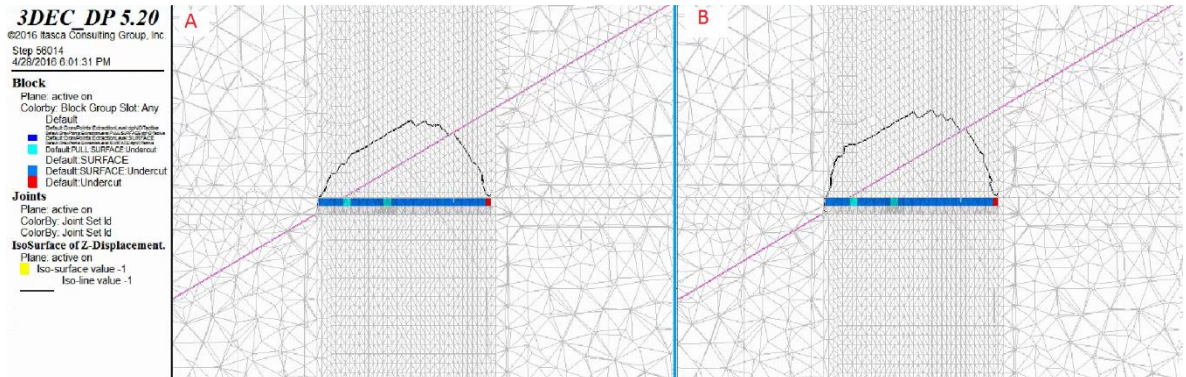 3DEC_DP 5.20
©2016 Itasca Consulting Group, Inc.
Step 56014
4/28/2016 6:01:31 PM
Block
Plane: active on
Colorby: Block Group Slot: Any
Default
Default:PULL SURFACE:Undercut
Default:SURFACE
Default:SURFACE:Undercut
Default:Undercut
Joints
Plane: active on
ColorBy: Joint Set Id
ColorBy: Joint Set Id
IsoSurface of Z-Displacement.
Plane: active on
Iso-surface value -1
Iso-line value -1
A
B